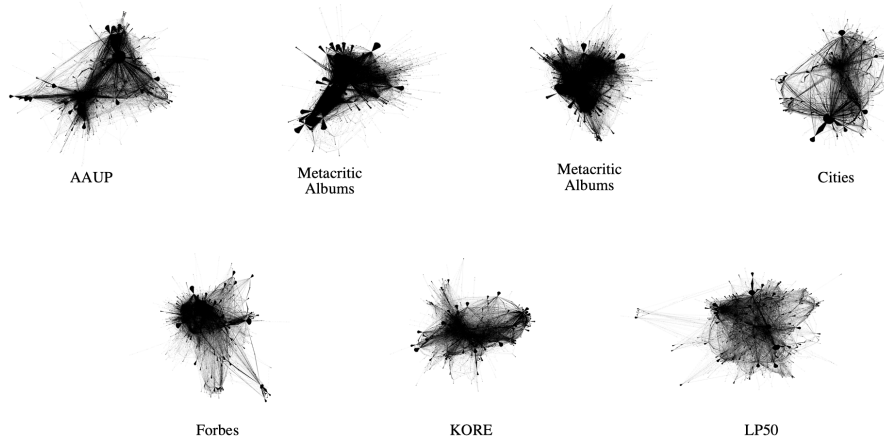 AAUP
Metacritic
Albums
Metacritic
Albums
Cities
Forbes
KORE
LP50